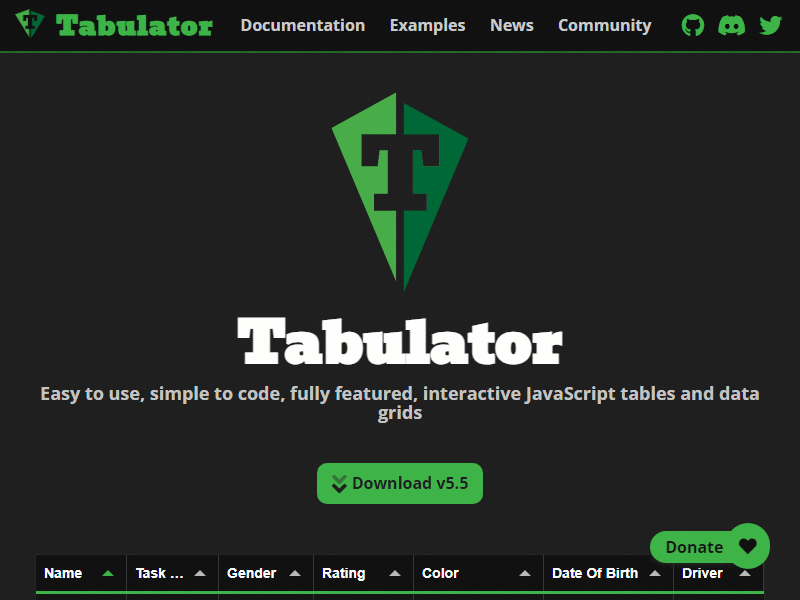 Tabulator Documentation Examples News Community
T
Tabulator
Easy to use, simple to code, fully featured, interactive JavaScript tables and data
grids
Download v5.5
Donate
Name Task ... Gender Rating Color Date Of Birth Driver